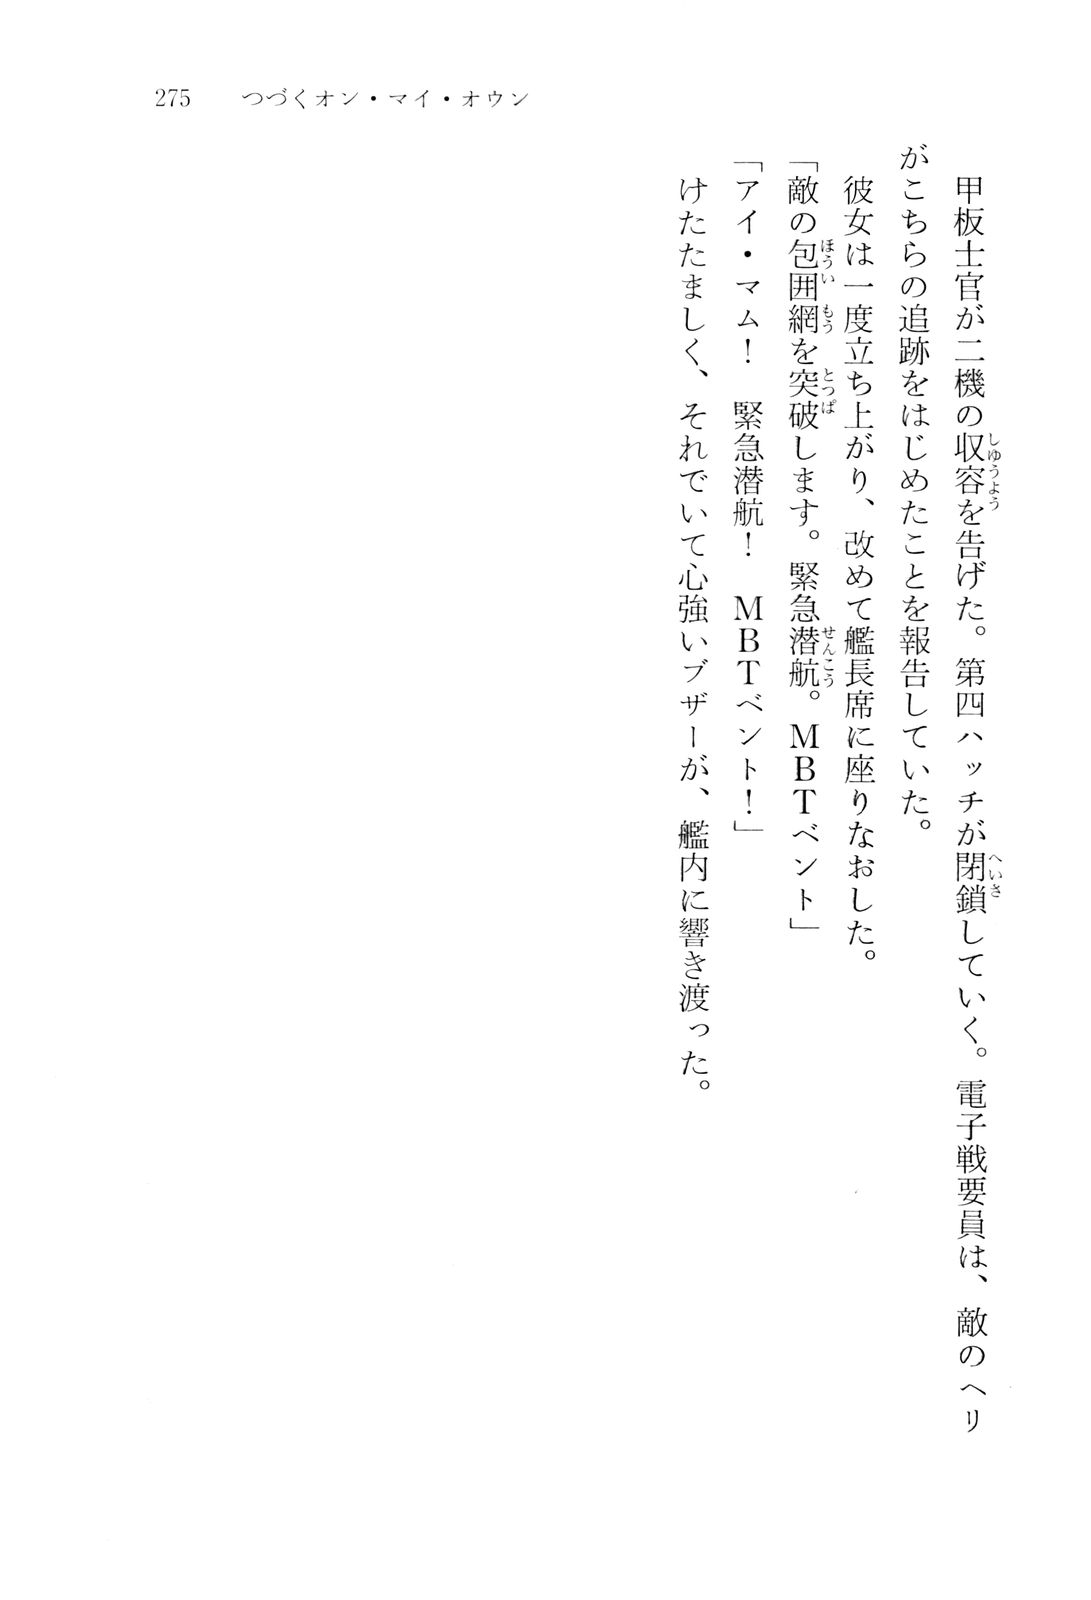 275 つづくオン・マイ・オウン
　甲板士官が二機の収容を告げた。第四ハッチが閉鎖していく。電子戦要員は、敵のヘリ
がこちらの追跡をはじめたことを報告していた。
　彼女は一度立ち上がり、改めて艦長席に座りなおした。
「敵の包囲網を突破します。緊急潜航。ＭＢＴベント」
「アイ・マム！　緊急潜航！　ＭＢＴベント！」
　けたたましく、それでいて心強いブザーが、艦内に響き渡った。